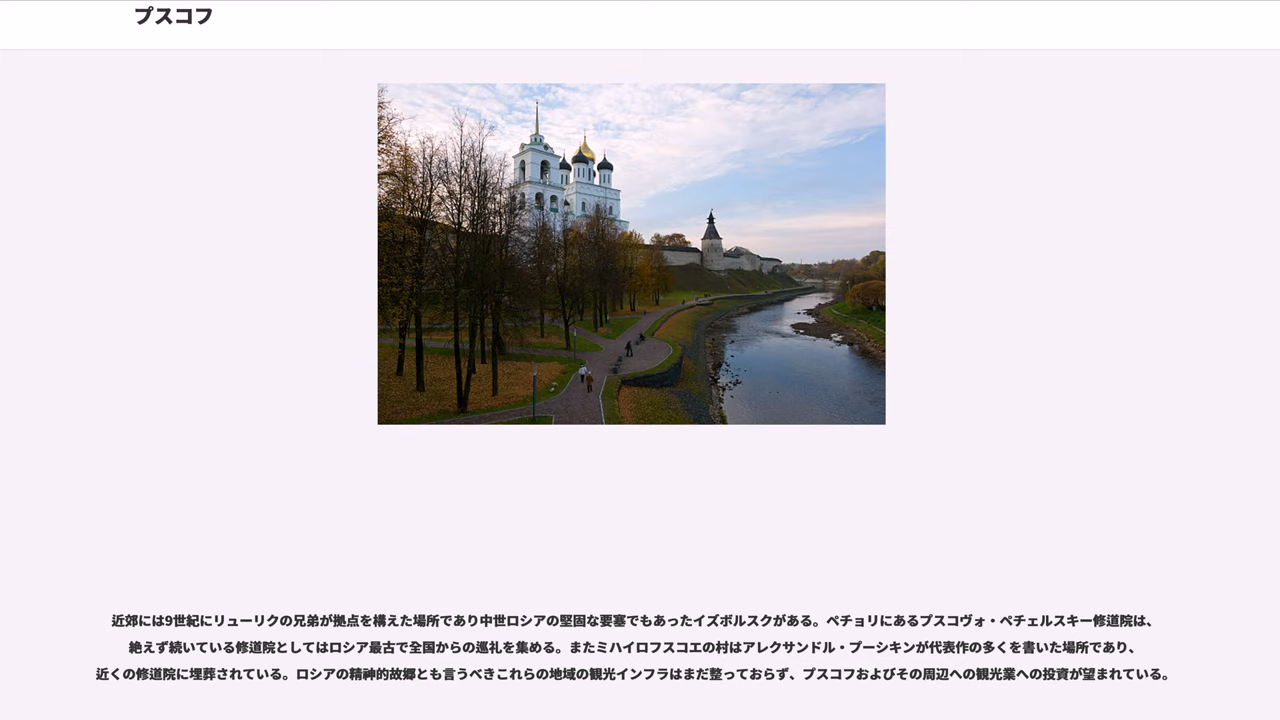 プスコフ
近郊には9世紀にリューリクの兄弟が拠点を構えた場所であり中世ロシアの堅固な要塞でもあったイズボルスクがある。ペチョリにあるプスコヴォ・ペチェルスキー修道院は、
絶えず続いている修道院としてはロシア最古で全国からの巡礼を集める。またミハイロフスコエの村はアレクサンドル・プーシキンが代表作の多くを書いた場所であり、
近くの修道院に埋葬されている。ロシアの精神的故郷とも言うべきこれらの地域の観光インフラはまだ整っておらず、プスコフおよびその周辺への観光業への投資が望まれている。